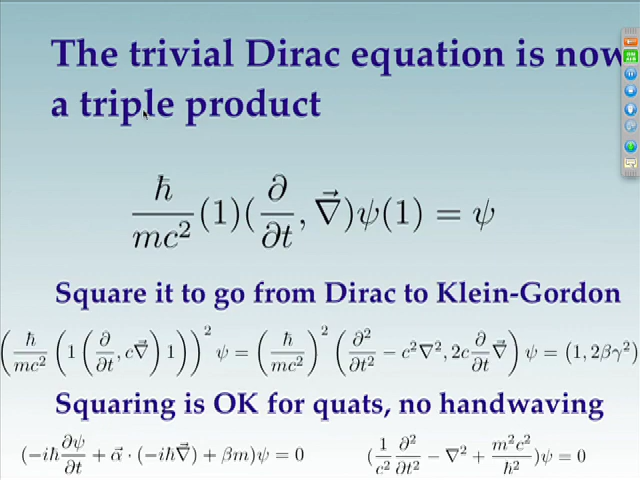 The trivial Dirac equation is now
a triple product
ħ/mc² (1)(∂/∂t, ∇⃗)ψ(1) = ψ
Square it to go from Dirac to Klein-Gordon
(ħ/mc² (1(∂/∂t, c∇⃗)1))² ψ = (ħ/mc²)² (∂²/∂t² − c²∇², 2c ∂/∂t ∇⃗) ψ = (1, 2βγ²)
Squaring is OK for quats, no handwaving
(−iħ ∂ψ/∂t + α⃗ · (−iħ∇⃗) + βm)ψ = 0 (1/c² ∂²/∂t² − ∇² + m²c²/ħ²)ψ = 0